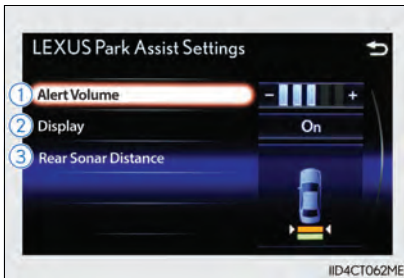 LEXUS Park Assist Settings
1 Alert Volume - +
2 Display On
3 Rear Sonar Distance
IID4CT062ME